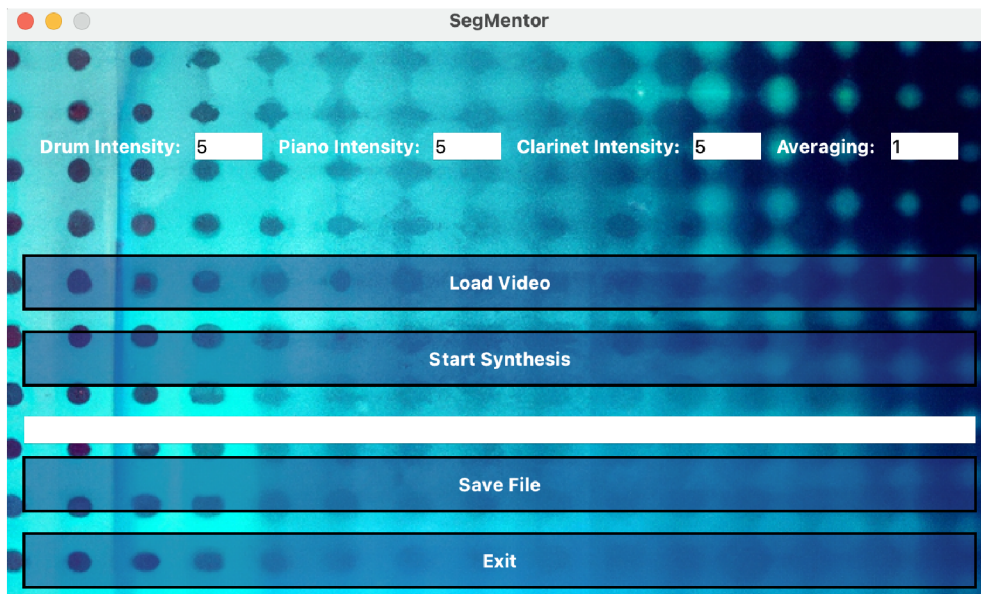 SegMentor
Drum Intensity: 5 Piano Intensity: 5 Clarinet Intensity: 5 Averaging: 1
Load Video
Start Synthesis
Save File
Exit